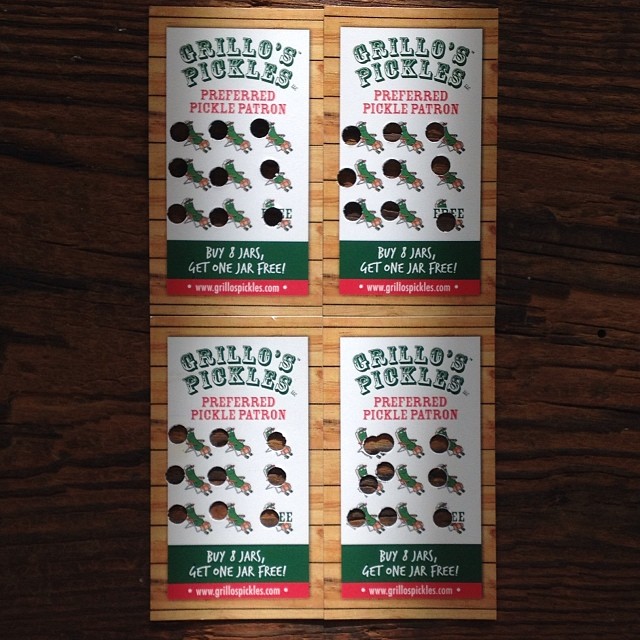 GRILLO'S
PICKLES
PREFERRED
PICKLE PATRON
BUY 8 JARS,
GET ONE JAR FREE!
• www.grillospickles.com •
GRILLO'S
PICKLES
PREFERRED
PICKLE PATRON
FREE
BUY 8 JARS,
GET ONE JAR FREE!
• www.grillospickles.com •
GRILLO'S
PICKLES
PREFERRED
PICKLE PATRON
BUY 8 JARS,
GET ONE JAR FREE!
• www.grillospickles.com •
GRILLO'S
PICKLES
PREFERRED
PICKLE PATRON
BUY 8 JARS,
GET ONE JAR FREE!
• www.grillospickles.com •